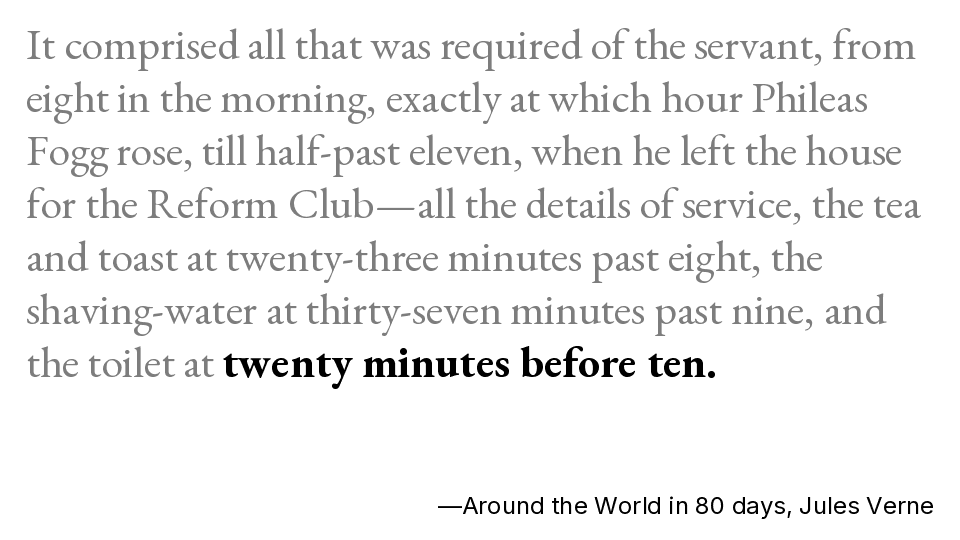 It comprised all that was required of the servant, from
eight in the morning, exactly at which hour Phileas
Fogg rose, till half-past eleven, when he left the house
for the Reform Club—all the details of service, the tea
and toast at twenty-three minutes past eight, the
shaving-water at thirty-seven minutes past nine, and
the toilet at twenty minutes before ten.
—Around the World in 80 days, Jules Verne